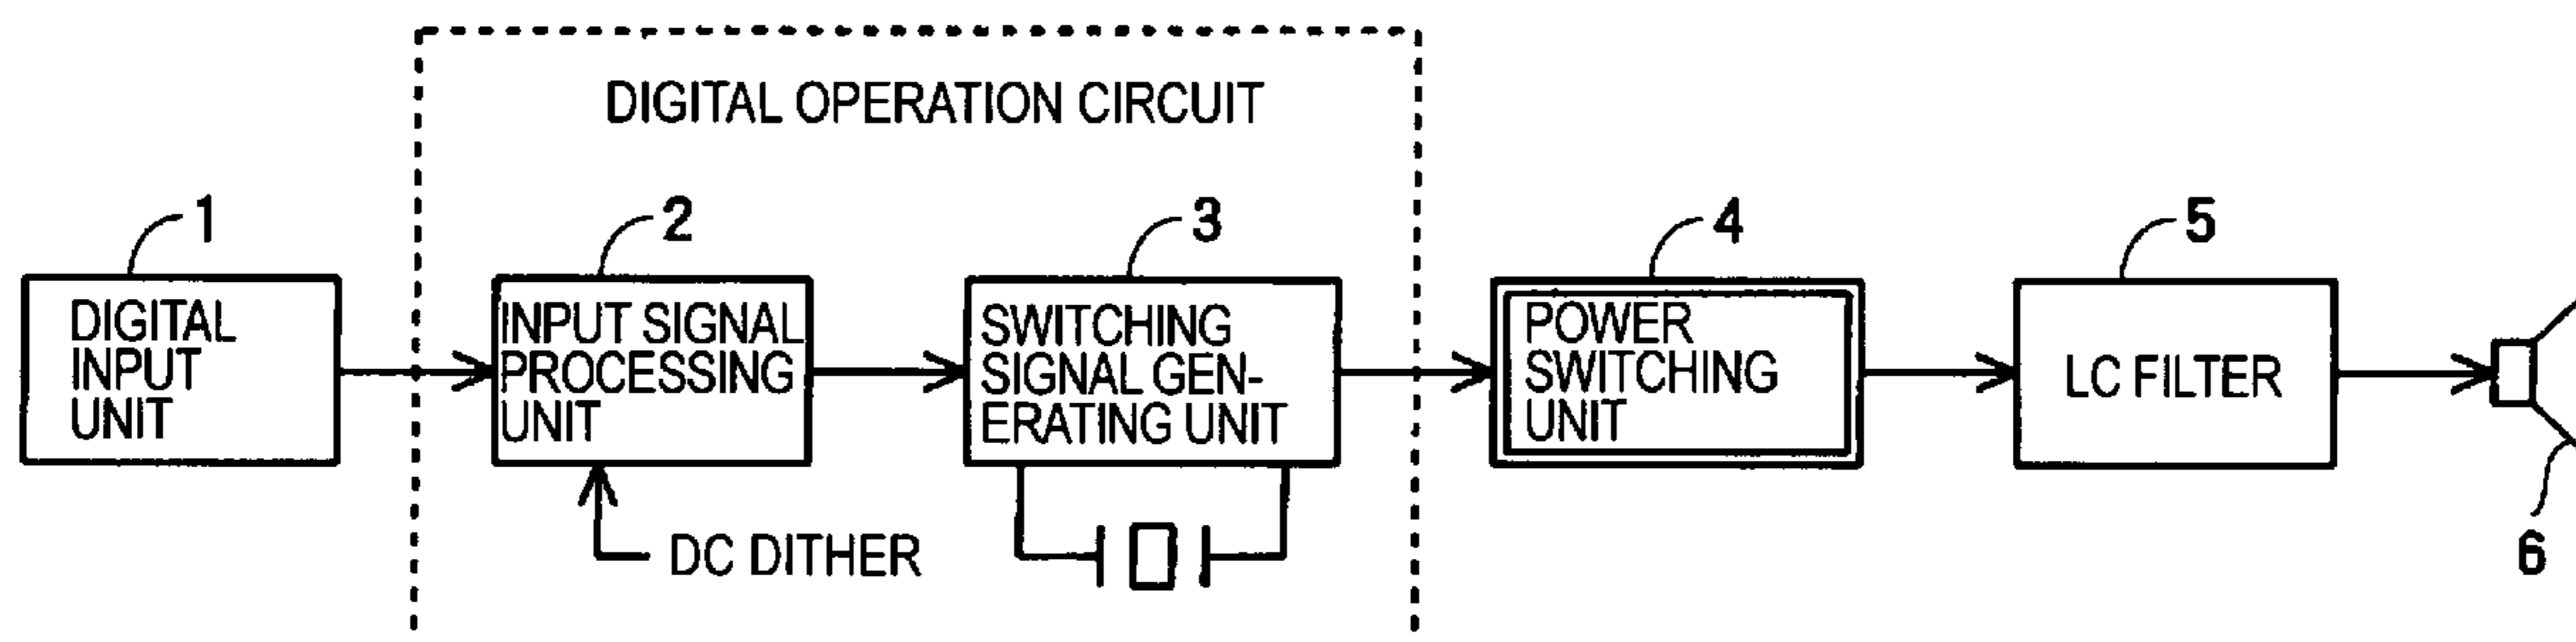 DIGITAL OPERATION CIRCUIT
1
2
3
4
5
DIGITAL
INPUT
UNIT
INPUT SIGNAL
PROCESSING
UNIT
SWITCHING
SIGNAL GEN-
ERATING UNIT
POWER
SWITCHING
UNIT
LC FILTER
DC DITHER
6